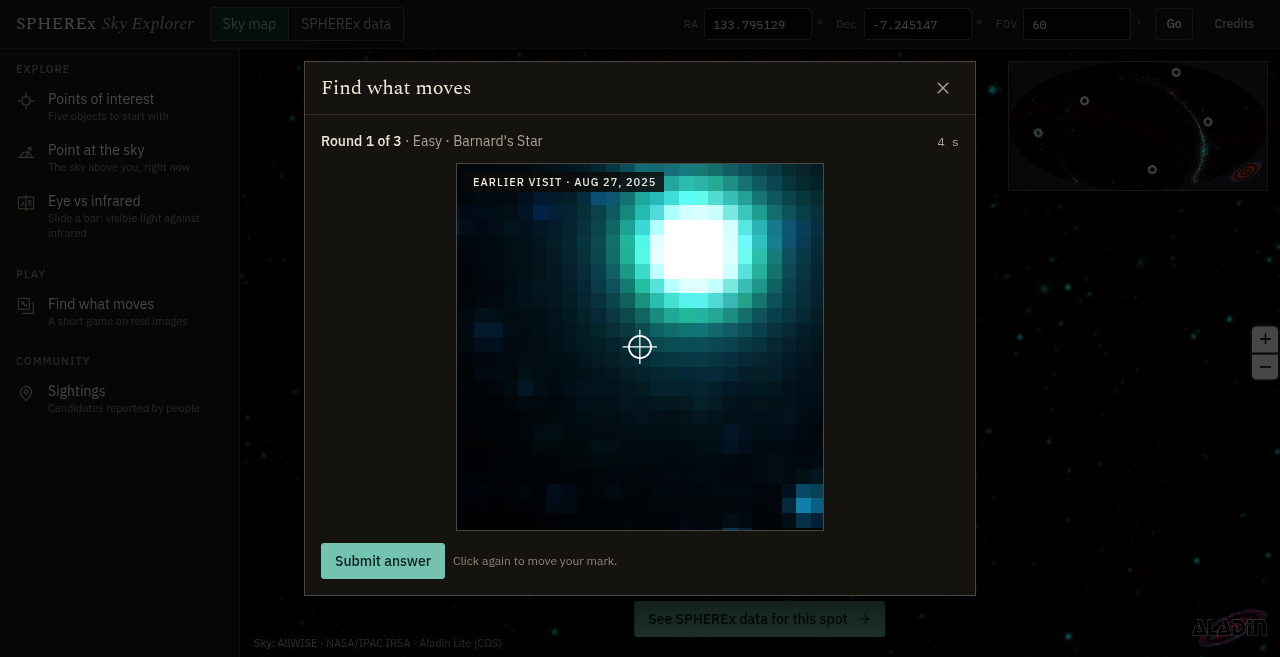 SPHEREx Sky Explorer
Sky map
SPHEREx data
RA 133.795129 °
Dec -7.245147 °
FOV 60 ′
Go
Credits
EXPLORE
Points of interest
Five objects to start with
Point at the sky
The sky above you, right now
Eye vs infrared
Slide a bar: visible light against
infrared
PLAY
Find what moves
A short game on real images
COMMUNITY
Sightings
Candidates reported by people
Find what moves
Round 1 of 3 · Easy · Barnard's Star
4 s
EARLIER VISIT · AUG 27, 2025
Submit answer
Click again to move your mark.
+
−
See SPHEREx data for this spot →
Sky: AllWISE · NASA/IPAC IRSA · Aladin Lite (CDS)
ALADiN